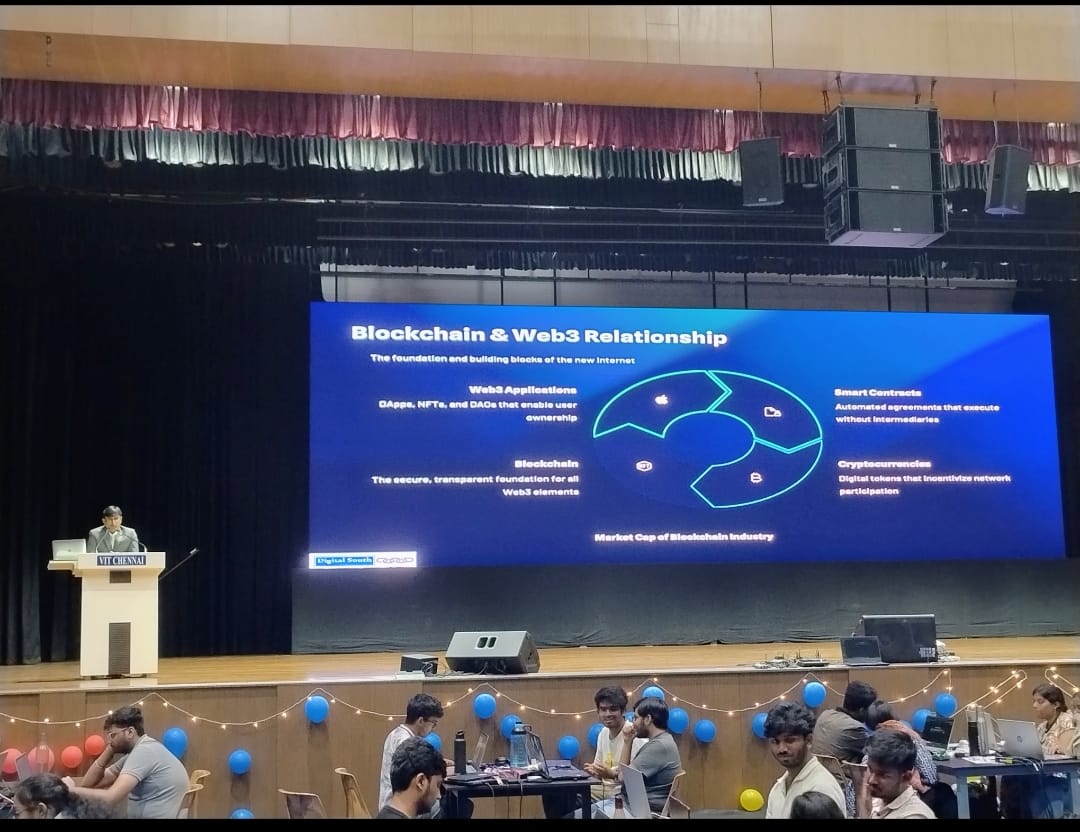 Blockchain & Web3 Relationship
The foundation and building blocks of the new internet
Web3 Applications
DApps, NFTs, and DAOs that enable user
ownership
Smart Contracts
Automated agreements that execute
without intermediaries
Blockchain
The secure, transparent foundation for all
Web3 elements
Cryptocurrencies
Digital tokens that incentivize network
participation
NFT
Market Cap of Blockchain Industry
Digital South
VIT CHENNAI